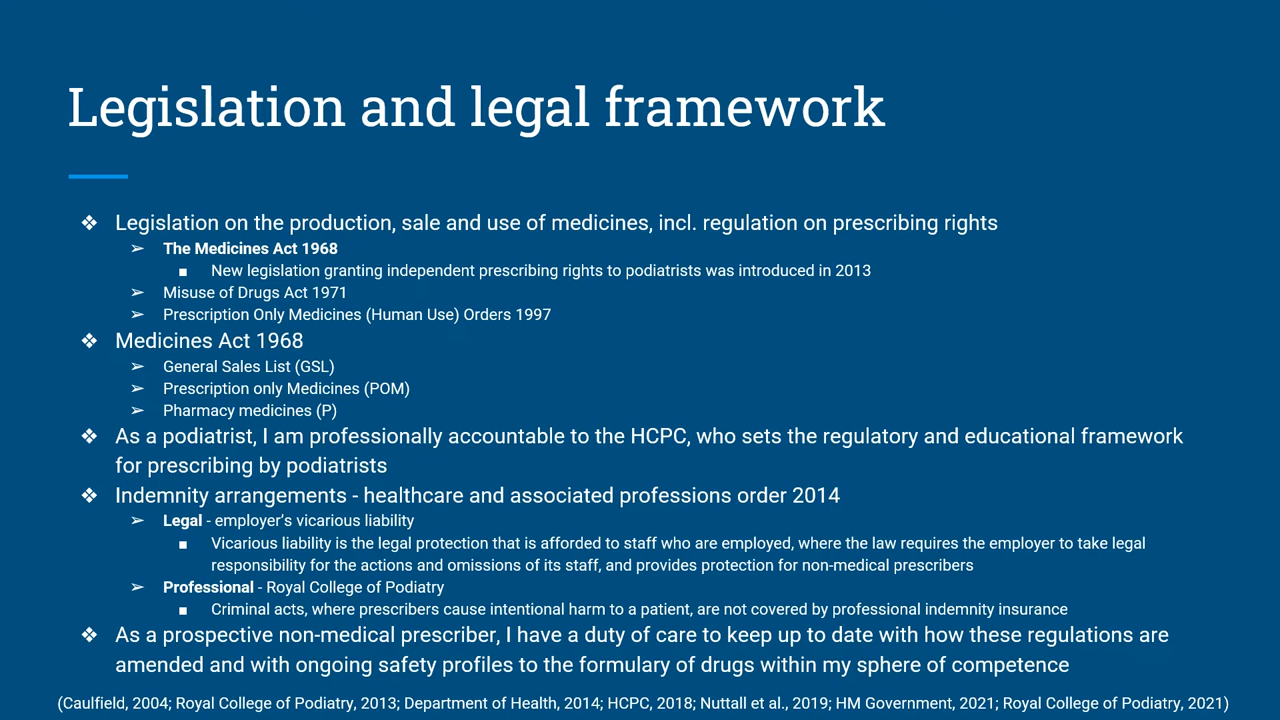 Legislation and legal framework
❖ Legislation on the production, sale and use of medicines, incl. regulation on prescribing rights
➢ The Medicines Act 1968
■ New legislation granting independent prescribing rights to podiatrists was introduced in 2013
➢ Misuse of Drugs Act 1971
➢ Prescription Only Medicines (Human Use) Orders 1997
❖ Medicines Act 1968
➢ General Sales List (GSL)
➢ Prescription only Medicines (POM)
➢ Pharmacy medicines (P)
❖ As a podiatrist, I am professionally accountable to the HCPC, who sets the regulatory and educational framework
for prescribing by podiatrists
❖ Indemnity arrangements - healthcare and associated professions order 2014
➢ Legal - employer’s vicarious liability
■ Vicarious liability is the legal protection that is afforded to staff who are employed, where the law requires the employer to take legal
responsibility for the actions and omissions of its staff, and provides protection for non-medical prescribers
➢ Professional - Royal College of Podiatry
■ Criminal acts, where prescribers cause intentional harm to a patient, are not covered by professional indemnity insurance
❖ As a prospective non-medical prescriber, I have a duty of care to keep up to date with how these regulations are
amended and with ongoing safety profiles to the formulary of drugs within my sphere of competence
(Caulfield, 2004; Royal College of Podiatry, 2013; Department of Health, 2014; HCPC, 2018; Nuttall et al., 2019; HM Government, 2021; Royal College of Podiatry, 2021)